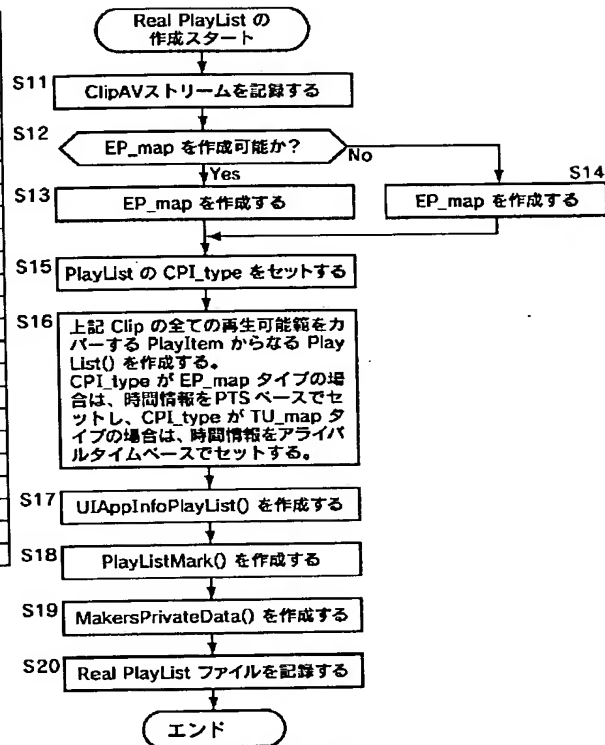 Real PlayList の
作成スタート
S11
ClipAVストリームを記録する
S12
EP_map を作成可能か?
No
Yes
S13
EP_map を作成する
S14
EP_map を作成する
S15
PlayList の CPI_type をセットする
S16
上記 Clip の全ての再生可能範をカ
バーする PlayItem からなる Play
List() を作成する。
CPI_type が EP_map タイプの場
合は、時間情報をPTS ベースでセ
ットし、CPI_type が TU_map タ
イプの場合は、時間情報をアライバ
ルタイムベースでセットする。
S17
UIAppInfoPlayList() を作成する
S18
PlayListMark() を作成する
S19
MakersPrivateData() を作成する
S20
Real PlayList ファイルを記録する
エンド